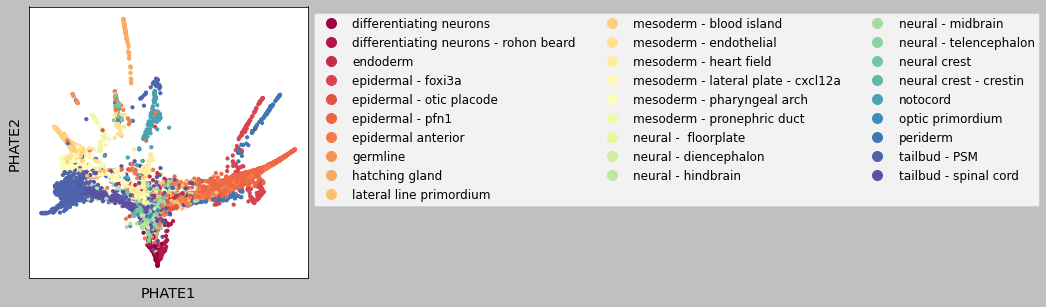 PHATE2
PHATE1
differentiating neurons
differentiating neurons - rohon beard
endoderm
epidermal - foxi3a
epidermal - otic placode
epidermal - pfn1
epidermal anterior
germline
hatching gland
lateral line primordium
mesoderm - blood island
mesoderm - endothelial
mesoderm - heart field
mesoderm - lateral plate - cxcl12a
mesoderm - pharyngeal arch
mesoderm - pronephric duct
neural -  floorplate
neural - diencephalon
neural - hindbrain
neural - midbrain
neural - telencephalon
neural crest
neural crest - crestin
notocord
optic primordium
periderm
tailbud - PSM
tailbud - spinal cord